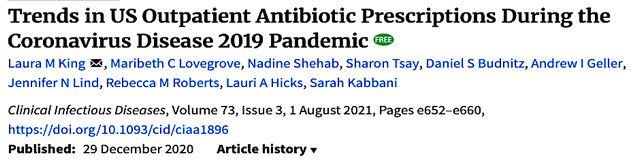 Trends in US Outpatient Antibiotic Prescriptions During the
Coronavirus Disease 2019 Pandemic FREE
Laura M King, Maribeth C Lovegrove, Nadine Shehab, Sharon Tsay, Daniel S Budnitz, Andrew I Geller,
Jennifer N Lind, Rebecca M Roberts, Lauri A Hicks, Sarah Kabbani
Clinical Infectious Diseases, Volume 73, Issue 3, 1 August 2021, Pages e652–e660,
https://doi.org/10.1093/cid/ciaa1896
Published: 29 December 2020 Article history